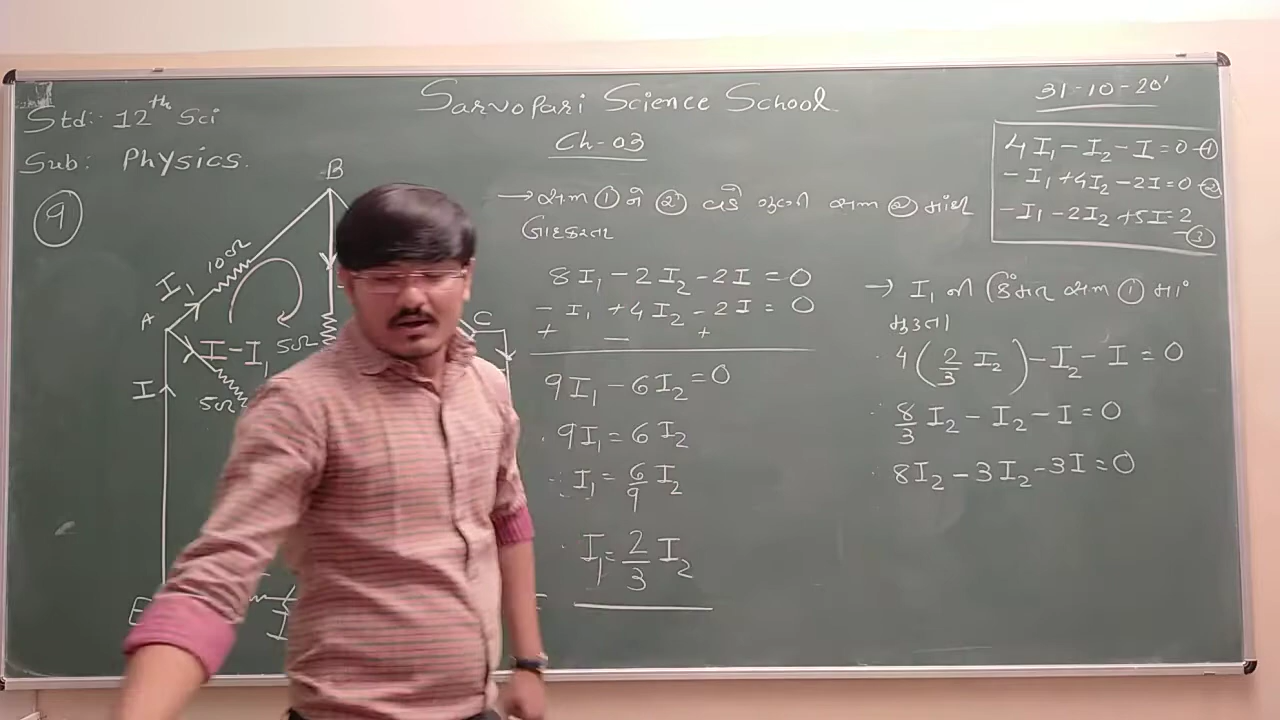 Std:- 12th Sci
Sub: Physics.
Sarvopari Science School
Ch-03
31-10-20'
9
4I₁ - I₂ - I = 0 - ①
- I₁ + 4I₂ - 2I = 0 - ②
- I₁ - 2I₂ + 5I = 2
- ③
B
10Ω
I₁
A
I - I₁
5Ω
5Ω
I
C
E
I
→ સમી ① ને 2 વડે ગુણી સમી ② માંથી
બાદ કરતા
8I₁ - 2I₂ - 2I = 0
- I₁ + 4I₂ - 2I = 0
+ - +
9I₁ - 6I₂ = 0
∴ 9I₁ = 6I₂
∴ I₁ = 6/9 I₂
∴ I₁ = 2/3 I₂
→ I₁ ની કિંમત સમી ① માં
મુકતા
∴ 4(2/3 I₂) - I₂ - I = 0
∴ 8/3 I₂ - I₂ - I = 0
∴ 8I₂ - 3I₂ - 3I = 0